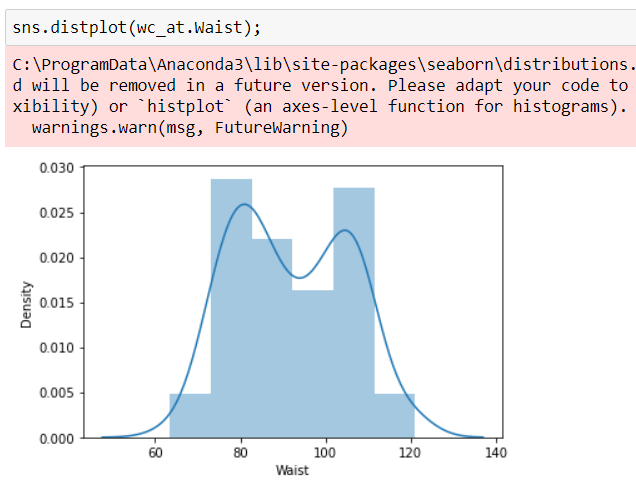 sns.distplot(wc_at.Waist);
C:\ProgramData\Anaconda3\lib\site-packages\seaborn\distributions.
d will be removed in a future version. Please adapt your code to
xibility) or `histplot` (an axes-level function for histograms).
warnings.warn(msg, FutureWarning)
0.030
0.025
0.020
0.015
0.010
0.005
0.000
Density
60 80 100 120 140
Waist